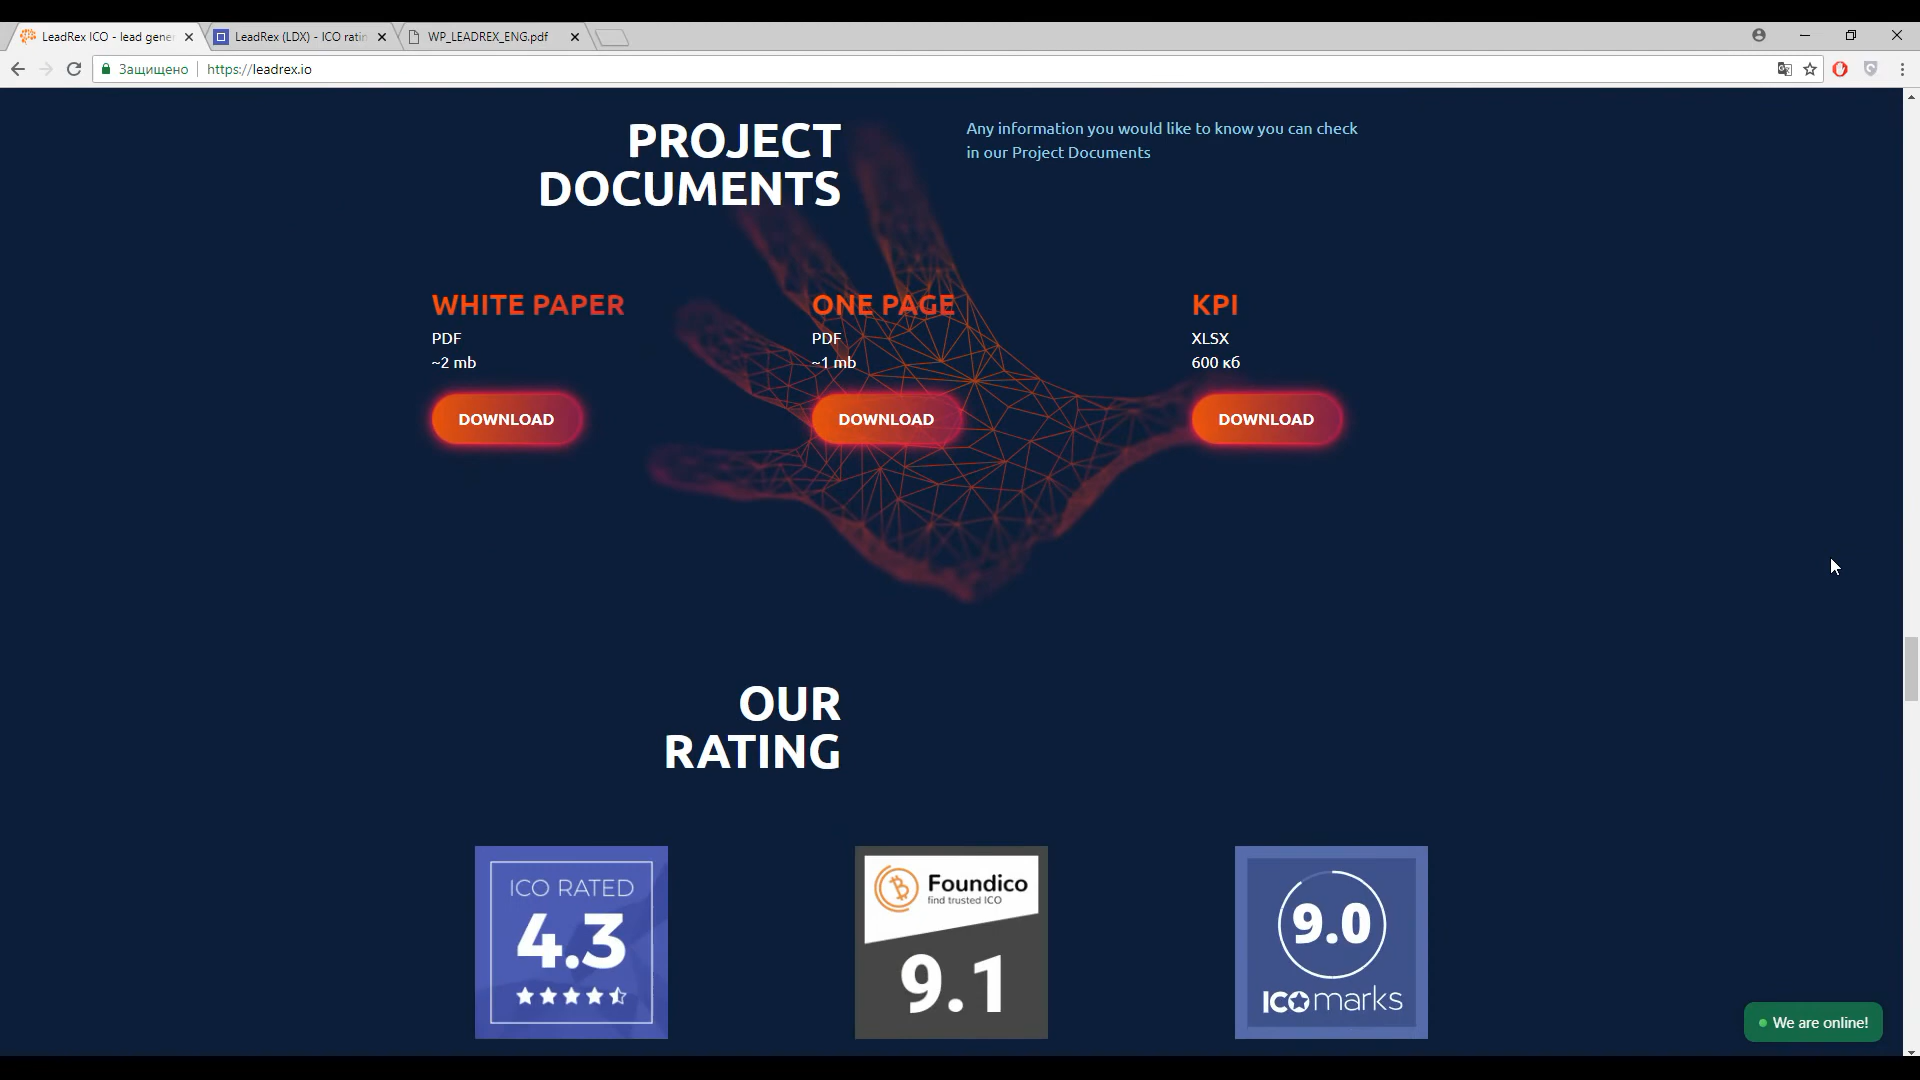 LeadRex ICO - lead gene
LeadRex (LDX) - ICO ratin
WP_LEADREX_ENG.pdf
Защищено
https://leadrex.io
PROJECT
DOCUMENTS
Any information you would like to know you can check
in our Project Documents
WHITE PAPER
PDF
~2 mb
DOWNLOAD
ONE PAGE
PDF
~1 mb
DOWNLOAD
KPI
XLSX
600 кб
DOWNLOAD
OUR
RATING
ICO RATED
4.3
Foundico
find trusted ICO
9.1
9.0
ICOmarks
We are online!